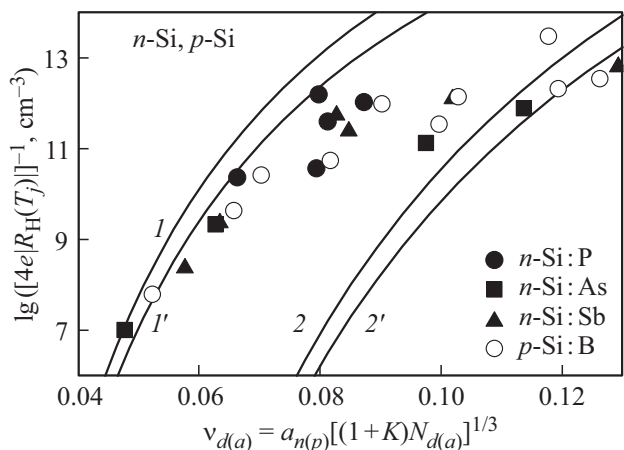 n-Si, p-Si
lg([4e|R_H(T_j)|]^{−1}, cm^{−3})
13
11
9
7
1
1′
2
2′
n-Si : P
n-Si : As
n-Si : Sb
p-Si : B
0.04 0.06 0.08 0.10 0.12
ν_{d(a)} = a_{n(p)}[(1+K)N_{d(a)}]^{1/3}